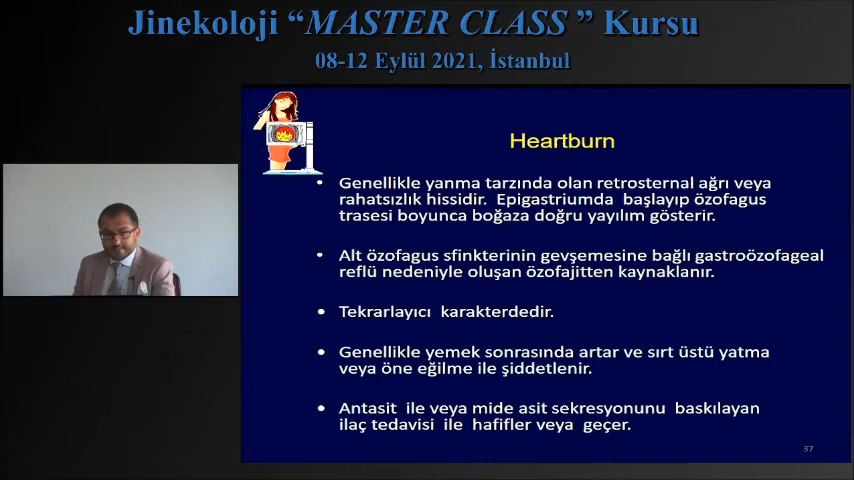 Jinekoloji “MASTER CLASS ” Kursu
08-12 Eylül 2021, İstanbul
Heartburn
• Genellikle yanma tarzında olan retrosternal ağrı veya
rahatsızlık hissidir. Epigastriumda başlayıp özofagus
trasesi boyunca boğaza doğru yayılım gösterir.
• Alt özofagus sfinkterinin gevşemesine bağlı gastroözofageal
reflü nedeniyle oluşan özofajitten kaynaklanır.
• Tekrarlayıcı karakterdedir.
• Genellikle yemek sonrasında artar ve sırt üstü yatma
veya öne eğilme ile şiddetlenir.
• Antasit ile veya mide asit sekresyonunu baskılayan
ilaç tedavisi ile hafifler veya geçer.
37